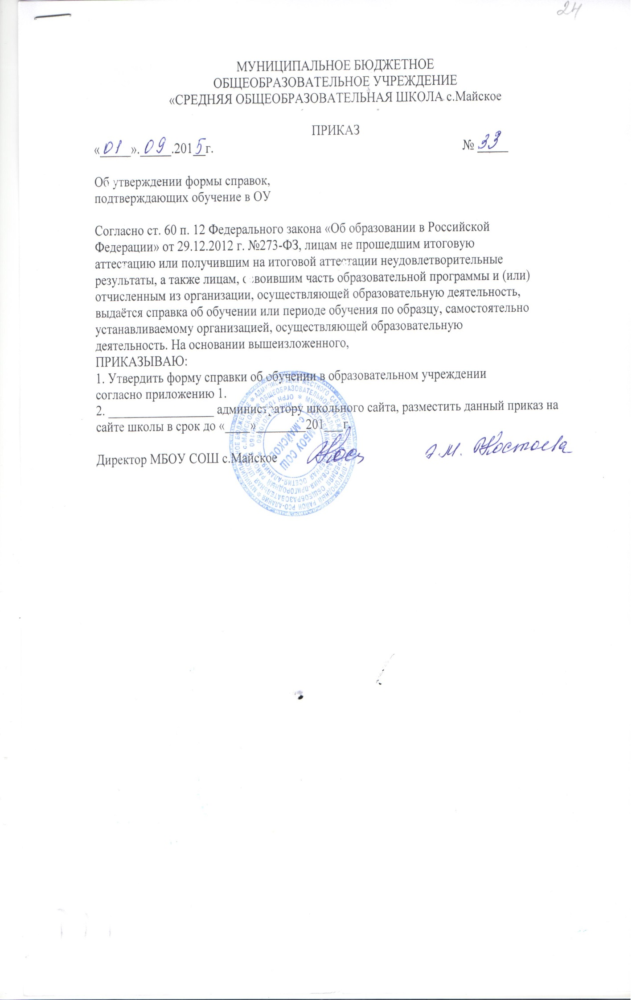 24
МУНИЦИПАЛЬНОЕ БЮДЖЕТНОЕ
ОБЩЕОБРАЗОВАТЕЛЬНОЕ УЧРЕЖДЕНИЕ
«СРЕДНЯЯ ОБЩЕОБРАЗОВАТЕЛЬНАЯ ШКОЛА с.Майское
ПРИКАЗ
«01».09.2015г. № 33
Об утверждении формы справок,
подтверждающих обучение в ОУ
Согласно ст. 60 п. 12 Федерального закона «Об образовании в Российской
Федерации» от 29.12.2012 г. №273-ФЗ, лицам не прошедшим итоговую
аттестацию или получившим на итоговой аттестации неудовлетворительные
результаты, а также лицам, освоившим часть образовательной программы и (или)
отчисленным из организации, осуществляющей образовательную деятельность,
выдаётся справка об обучении или периоде обучения по образцу, самостоятельно
устанавливаемому организацией, осуществляющей образовательную
деятельность. На основании вышеизложенного,
ПРИКАЗЫВАЮ:
1. Утвердить форму справки об обучении в образовательном учреждении
согласно приложению 1.
2. _________________ администратору школьного сайта, разместить данный приказ на
сайте школы в срок до «____»________201___г.
Директор МБОУ СОШ с.Майское
МБОУ СОШ
с.МАЙСКОЕ